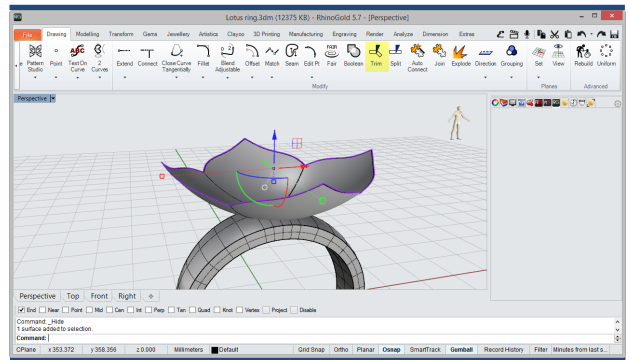 Lotus ring.3dm (12375 KB) - RhinoGold 5.7 - [Perspective]
File Drawing Modelling Transform Gems Jewellery Artistics Clayoo 3D Printing Manufacturing Engraving Render Analyze Dimension Extras
e Pattern Studio Point Text On Curve 2 Curves Extend Connect Close Curve Tangentially Fillet Blend Adjustable Offset Match Seam Edit Pt Fair Boolean Trim Split Auto Connect Join Explode Direction Grouping Set View Rebuild Uniform
Modify Planes Advanced
Perspective
Perspective Top Front Right
End Near Point Mid Cen Int Perp Tan Quad Knot Vertex Project Disable
Command: _Hide
1 surface added to selection.
Command:
CPlane x 353.372 y 358.356 z 0.000 Millimeters Default Grid Snap Ortho Planar Osnap SmartTrack Gumball Record History Filter Minutes from last s...